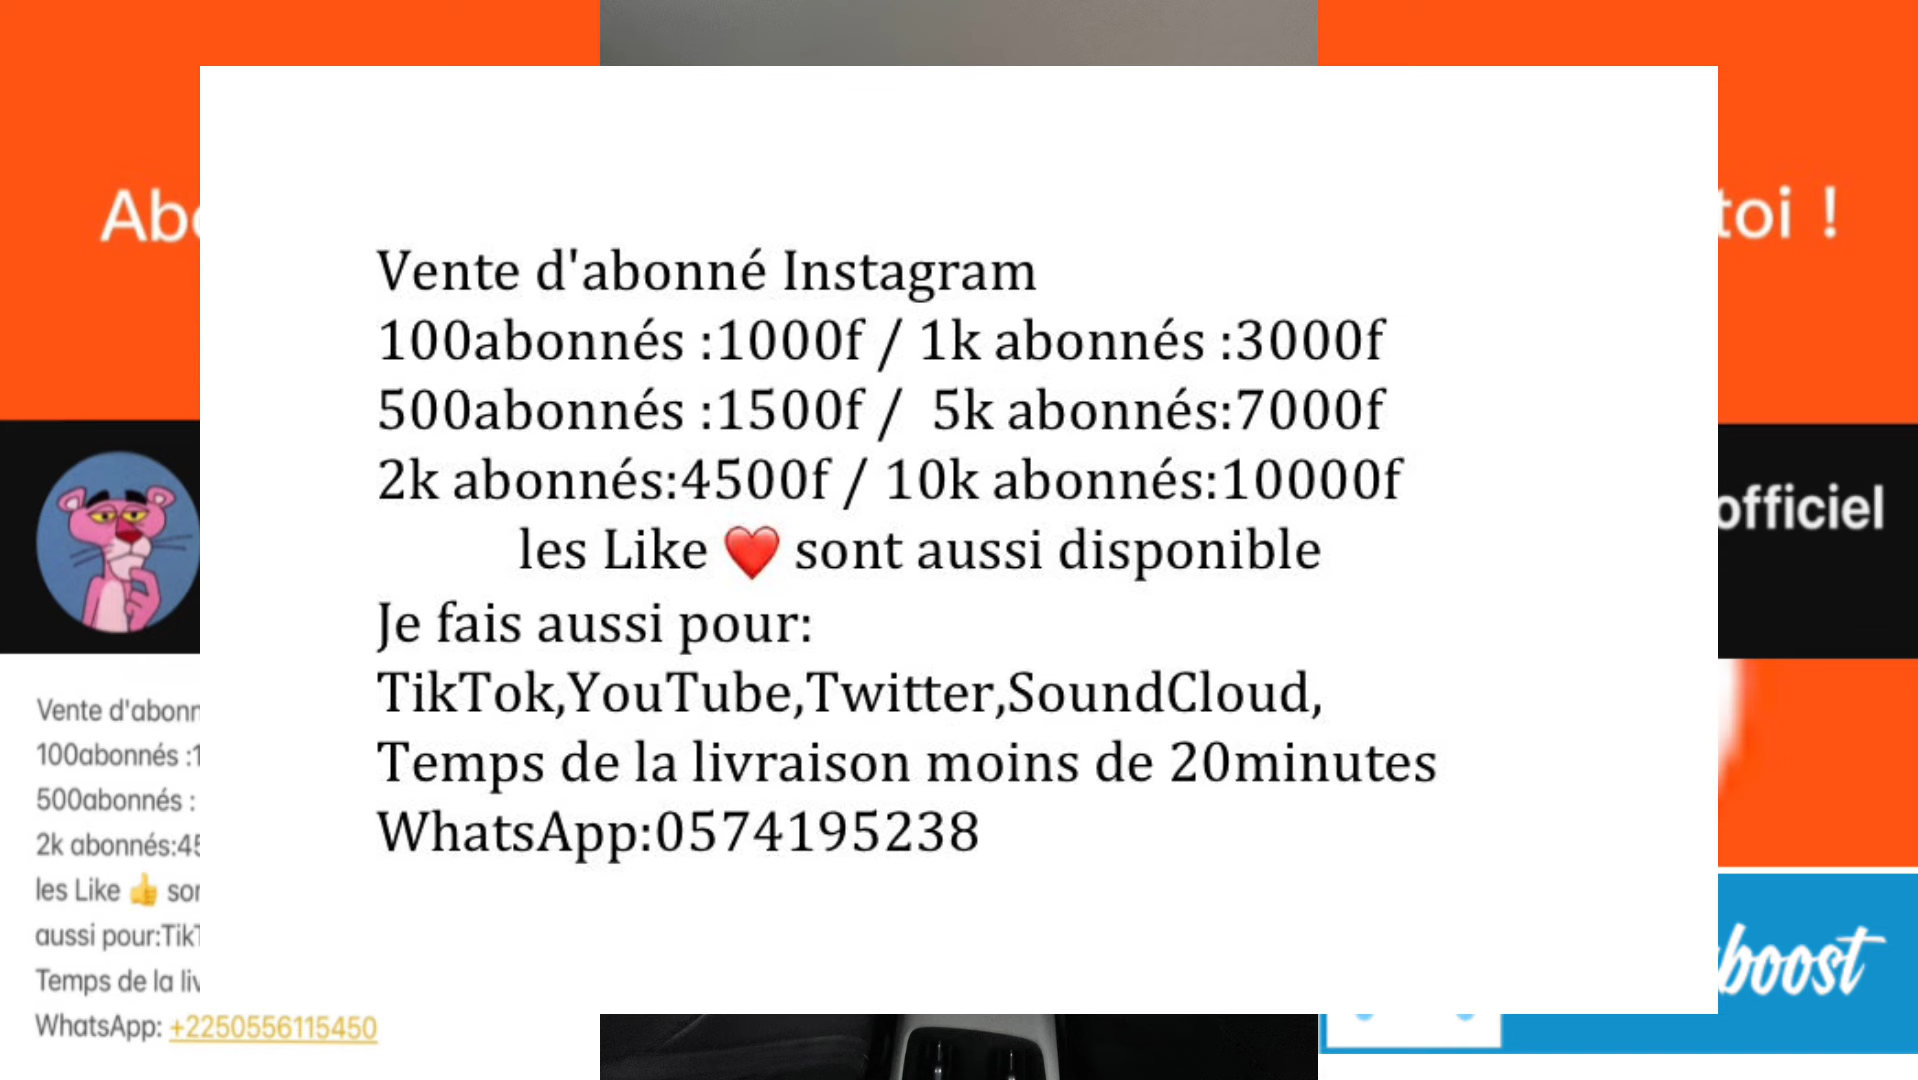 Vente d'abonné Instagram
100abonnés :1000f / 1k abonnés :3000f
500abonnés :1500f /  5k abonnés:7000f
2k abonnés:4500f / 10k abonnés:10000f
les Like ❤️ sont aussi disponible
Je fais aussi pour:
TikTok,YouTube,Twitter,SoundCloud,
Temps de la livraison moins de 20minutes
WhatsApp:0574195238
toi !
officiel
Vente d'abonn
100abonnés :1
500abonnés :
2k abonnés:45
les Like 👍 sor
aussi pour:Tik
Temps de la liv
WhatsApp: +2250556115450
boost